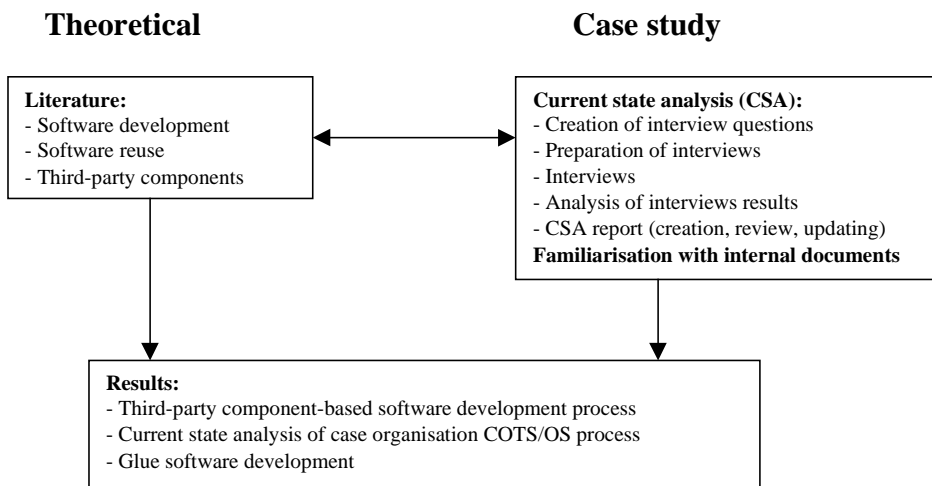 Theoretical
Case study
Literature:
- Software development
- Software reuse
- Third-party components
Current state analysis (CSA):
- Creation of interview questions
- Preparation of interviews
- Interviews
- Analysis of interviews results
- CSA report (creation, review, updating)
Familiarisation with internal documents
Results:
- Third-party component-based software development process
- Current state analysis of case organisation COTS/OS process
- Glue software development